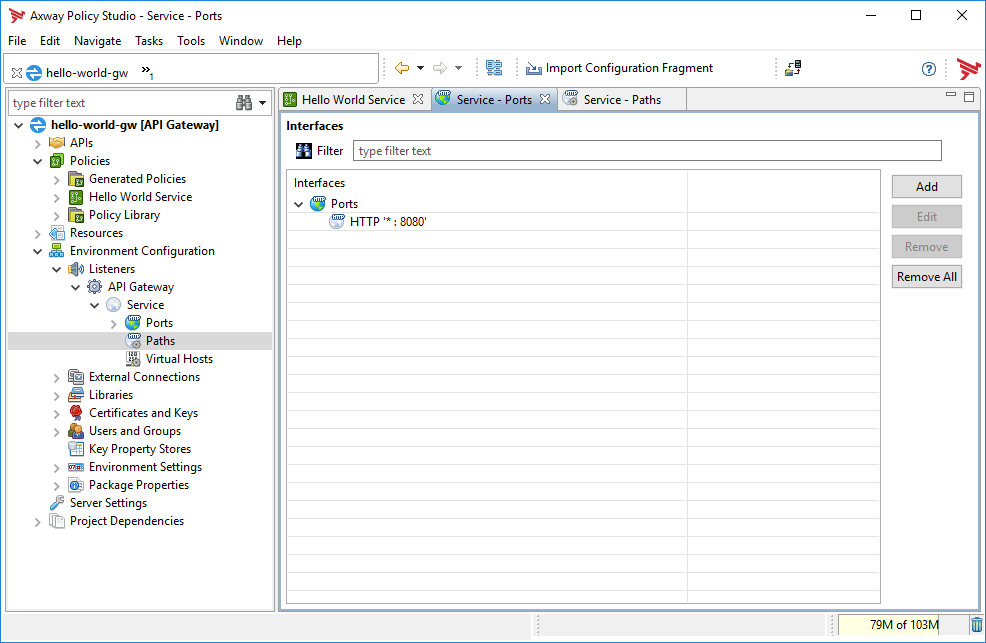 Axway Policy Studio - Service - Ports
File Edit Navigate Tasks Tools Window Help
hello-world-gw »1
Import Configuration Fragment
type filter text
hello-world-gw [API Gateway]
APIs
Policies
Generated Policies
Hello World Service
Policy Library
Resources
Environment Configuration
Listeners
API Gateway
Service
Ports
Paths
Virtual Hosts
External Connections
Libraries
Certificates and Keys
Users and Groups
Key Property Stores
Environment Settings
Package Properties
Server Settings
Project Dependencies
Hello World Service
Service - Ports
Service - Paths
Interfaces
Filter type filter text
Interfaces
Ports
HTTP '* : 8080'
Add
Edit
Remove
Remove All
79M of 103M